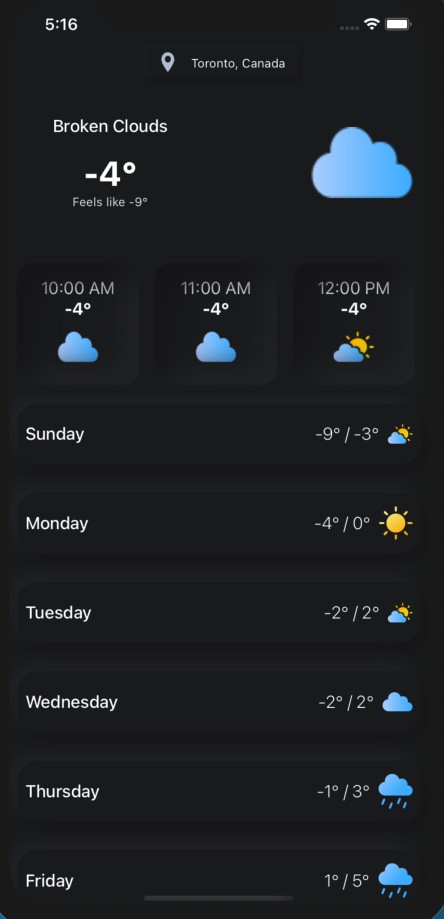 5:16
Toronto, Canada
Broken Clouds
-4°
Feels like -9°
10:00 AM
-4°
11:00 AM
-4°
12:00 PM
-4°
Sunday -9° / -3°
Monday -4° / 0°
Tuesday -2° / 2°
Wednesday -2° / 2°
Thursday -1° / 3°
Friday 1° / 5°